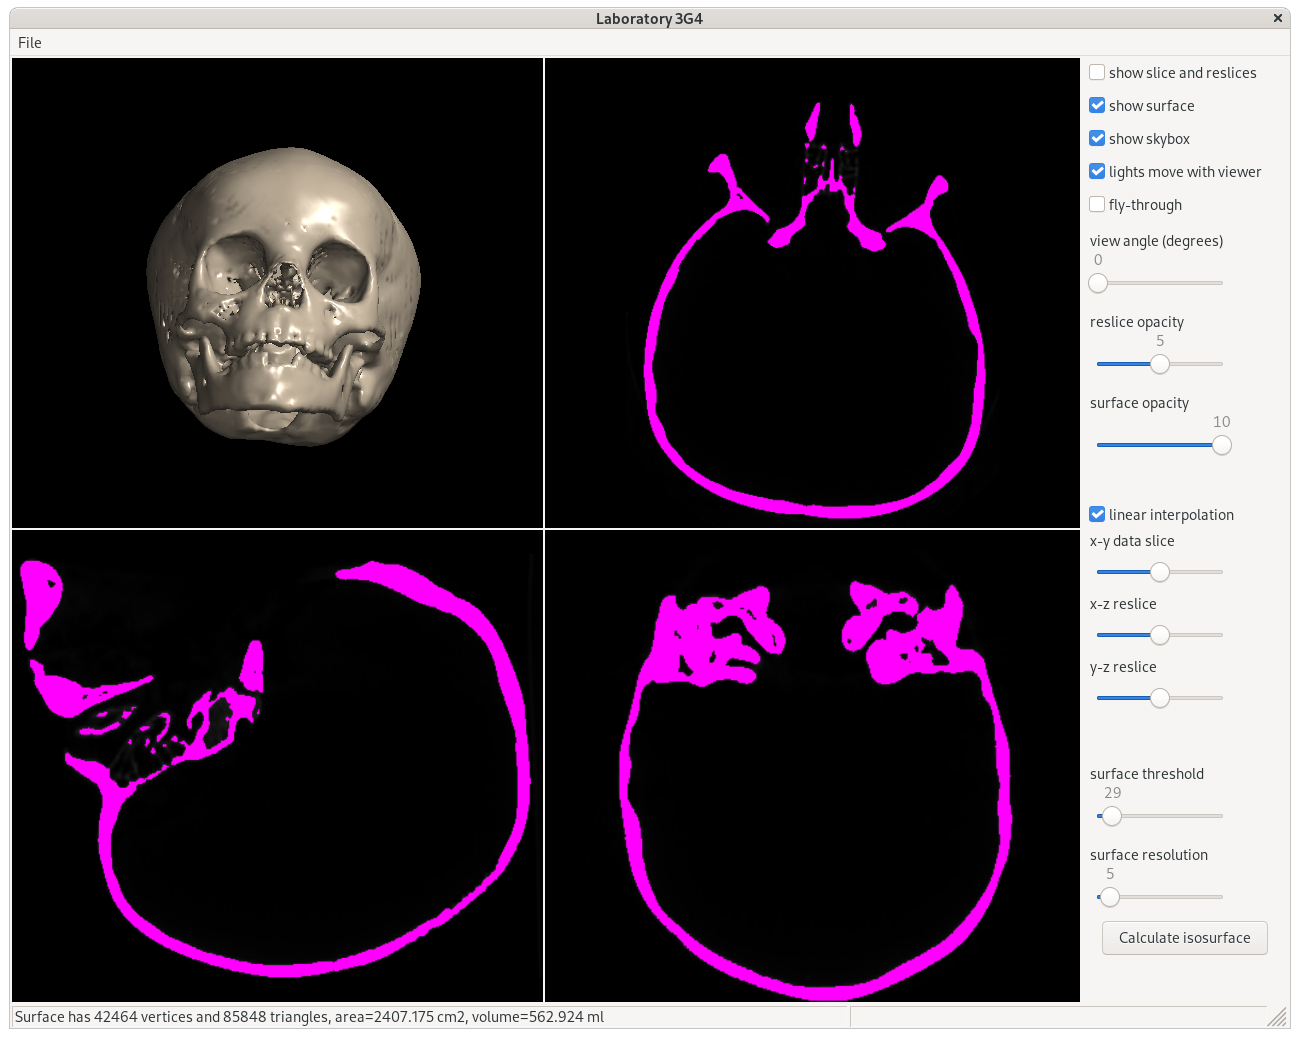 Laboratory 3G4
File
show slice and reslices
show surface
show skybox
lights move with viewer
fly-through
view angle (degrees)
0
reslice opacity
5
surface opacity
10
linear interpolation
x-y data slice
x-z reslice
y-z reslice
surface threshold
29
surface resolution
5
Calculate isosurface
Surface has 42464 vertices and 85848 triangles, area=2407.175 cm2, volume=562.924 ml